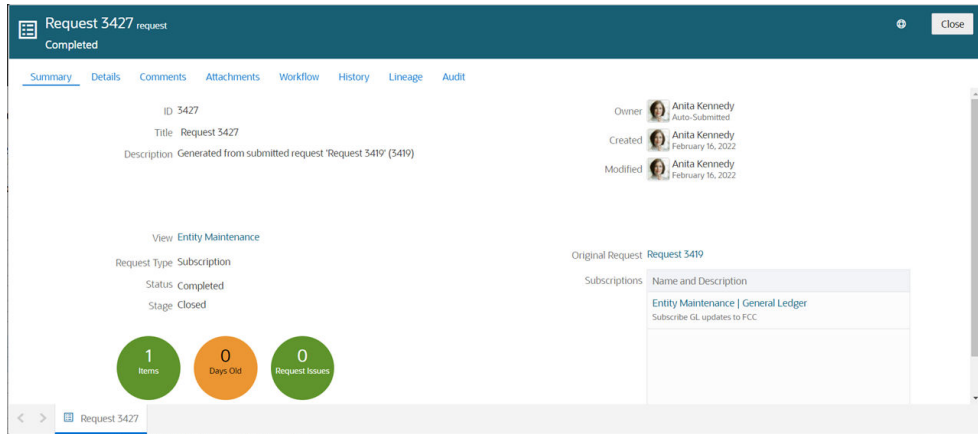 Request 3427 request
Completed
Close
Summary Details Comments Attachments Workflow History Lineage Audit
ID 3427
Title Request 3427
Description Generated from submitted request 'Request 3419' (3419)
Owner Anita Kennedy
Auto-Submitted
Created Anita Kennedy
February 16, 2022
Modified Anita Kennedy
February 16, 2022
View Entity Maintenance
Request Type Subscription
Status Completed
Stage Closed
Original Request Request 3419
Subscriptions Name and Description
Entity Maintenance | General Ledger
Subscribe GL updates to FCC
1
Items
0
Days Old
0
Request Issues
Request 3427